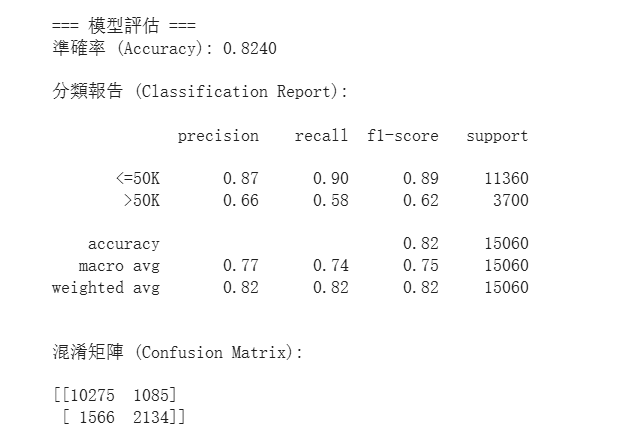 === 模型評估 ===
準確率 (Accuracy): 0.8240
分類報告 (Classification Report):
precision recall f1-score support
<=50K 0.87 0.90 0.89 11360
>50K 0.66 0.58 0.62 3700
accuracy 0.82 15060
macro avg 0.77 0.74 0.75 15060
weighted avg 0.82 0.82 0.82 15060
混淆矩陣 (Confusion Matrix):
[[10275 1085]
[ 1566 2134]]